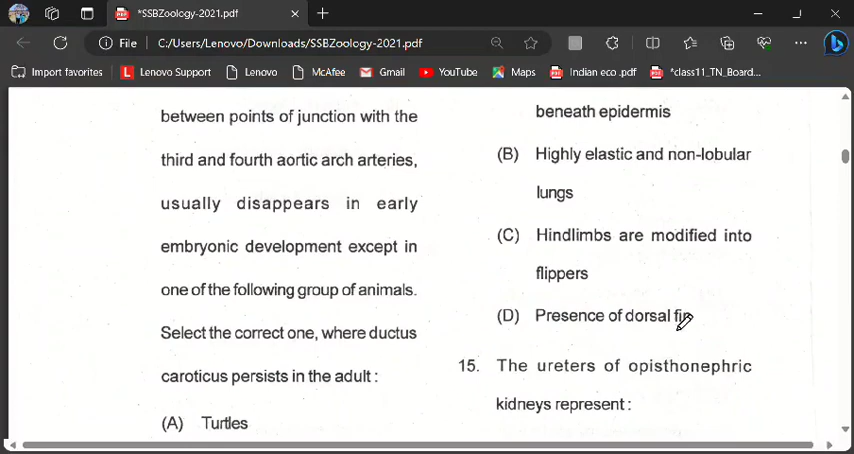 *SSBZoology-2021.pdf
File
C:/Users/Lenovo/Downloads/SSBZoology-2021.pdf
Import favorites
L Lenovo Support
Lenovo
McAfee
Gmail
YouTube
Maps
Indian eco .pdf
*class11_TN_Board...
between points of junction with the
third and fourth aortic arch arteries,
usually disappears in early
embryonic development except in
one of the following group of animals.
Select the correct one, where ductus
caroticus persists in the adult :
(A) Turtles
beneath epidermis
(B) Highly elastic and non-lobular
lungs
(C) Hindlimbs are modified into
flippers
(D) Presence of dorsal fin
15. The ureters of opisthonephric
kidneys represent :